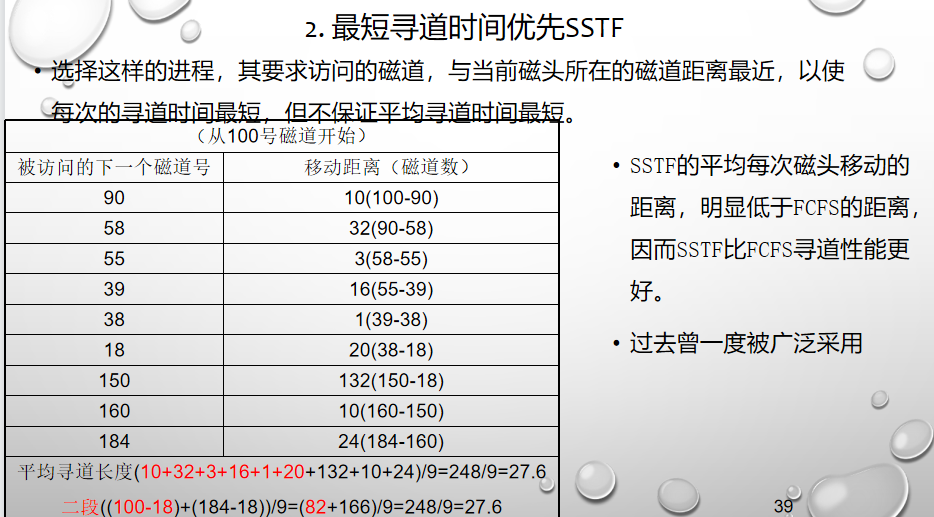 2. 最短寻道时间优先SSTF
• 选择这样的进程，其要求访问的磁道，与当前磁头所在的磁道距离最近，以使
每次的寻道时间最短，但不保证平均寻道时间最短。
（从100号磁道开始）
被访问的下一个磁道号 移动距离（磁道数）
90 10(100-90)
58 32(90-58)
55 3(58-55)
39 16(55-39)
38 1(39-38)
18 20(38-18)
150 132(150-18)
160 10(160-150)
184 24(184-160)
平均寻道长度(10+32+3+16+1+20+132+10+24)/9=248/9=27.6
二段((100-18)+(184-18))/9=(82+166)/9=248/9=27.6
• SSTF的平均每次磁头移动的
距离，明显低于FCFS的距离，
因而SSTF比FCFS寻道性能更
好。
• 过去曾一度被广泛采用
39